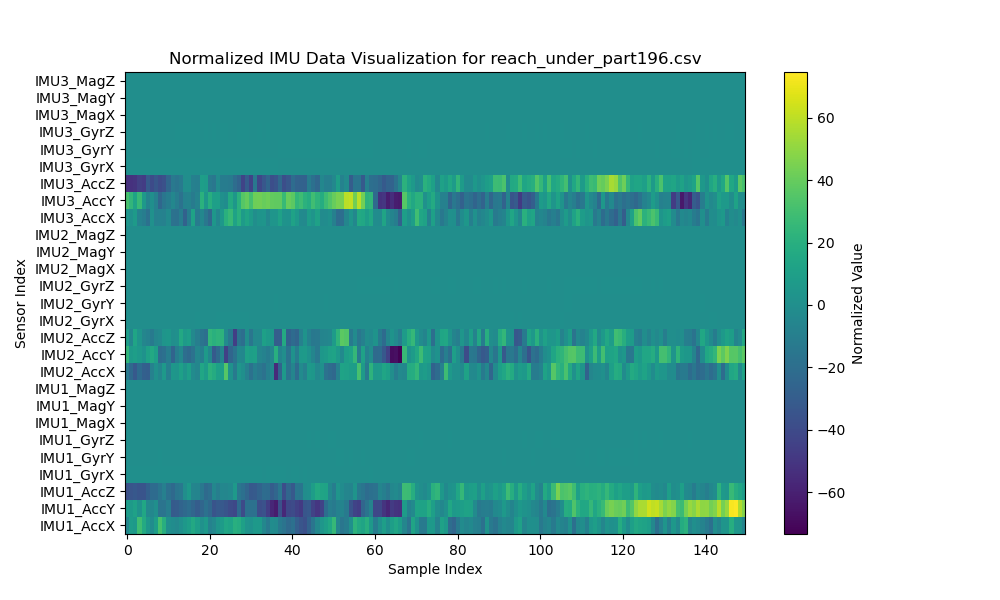 Normalized IMU Data Visualization for reach_under_part196.csv
IMU3_MagZ
IMU3_MagY
IMU3_MagX
IMU3_GyrZ
IMU3_GyrY
IMU3_GyrX
IMU3_AccZ
IMU3_AccY
IMU3_AccX
IMU2_MagZ
IMU2_MagY
IMU2_MagX
IMU2_GyrZ
IMU2_GyrY
IMU2_GyrX
IMU2_AccZ
IMU2_AccY
IMU2_AccX
IMU1_MagZ
IMU1_MagY
IMU1_MagX
IMU1_GyrZ
IMU1_GyrY
IMU1_GyrX
IMU1_AccZ
IMU1_AccY
IMU1_AccX
Sensor Index
0 20 40 60 80 100 120 140
Sample Index
60
40
20
0
−20
−40
−60
Normalized Value